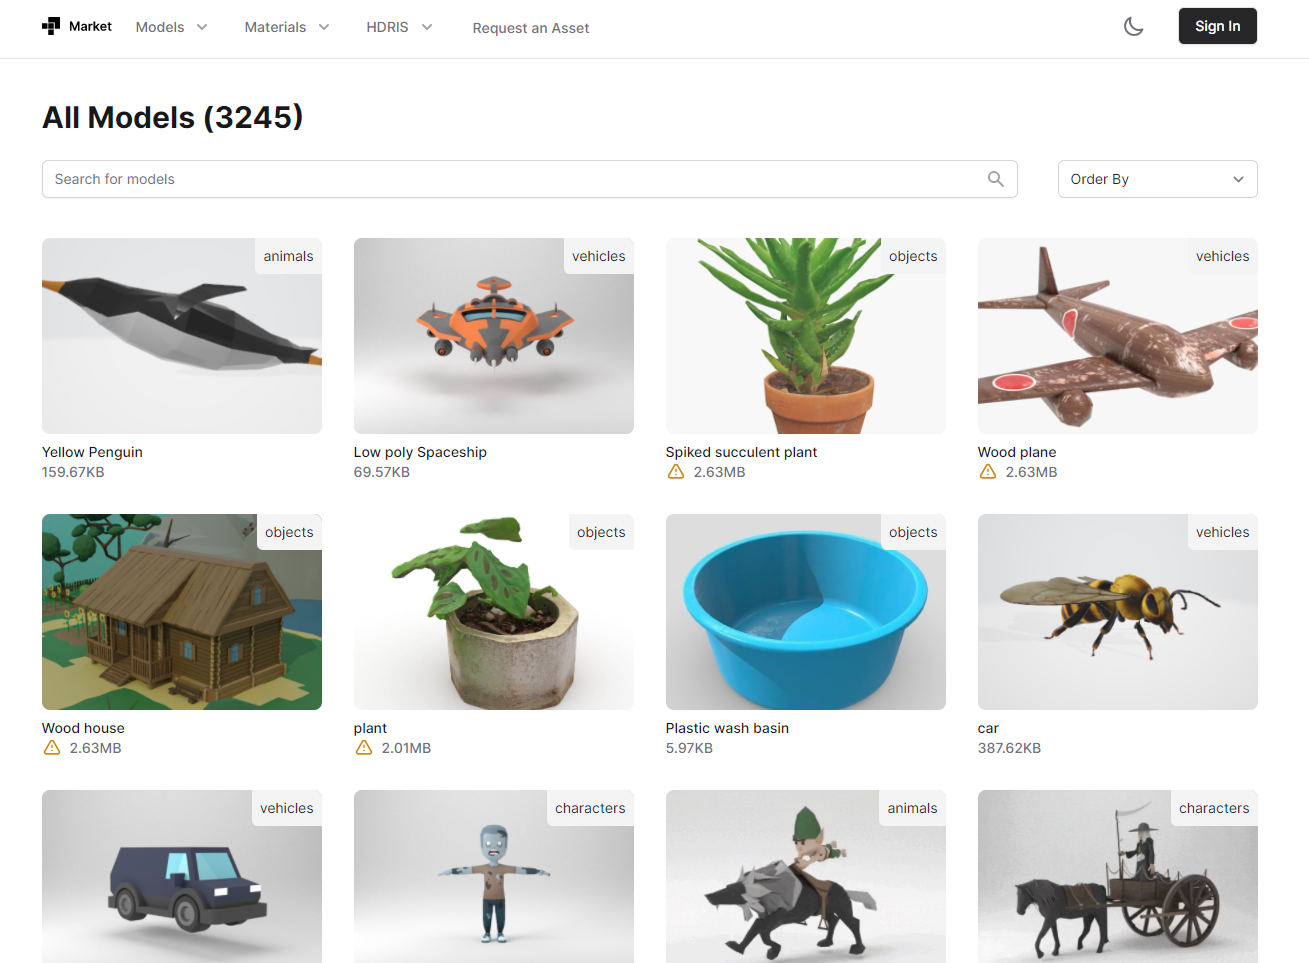 Market
Models
Materials
HDRIS
Request an Asset
Sign In
All Models (3245)
Search for models
Order By
animals
vehicles
objects
vehicles
Yellow Penguin
159.67KB
Low poly Spaceship
69.57KB
Spiked succulent plant
2.63MB
Wood plane
2.63MB
objects
objects
objects
vehicles
Wood house
2.63MB
plant
2.01MB
Plastic wash basin
5.97KB
car
387.62KB
vehicles
characters
animals
characters